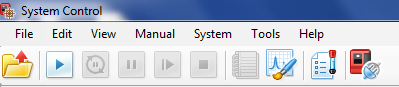 System Control
File Edit View Manual System Tools Help